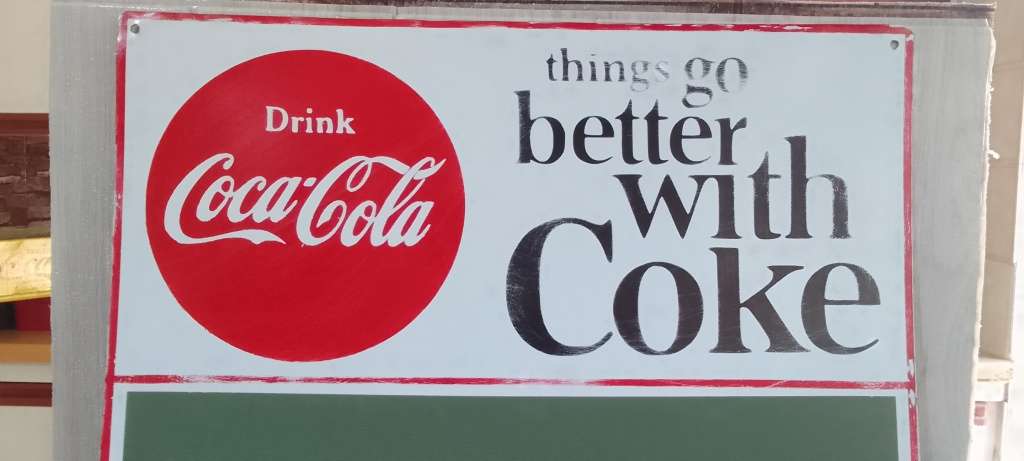 Drink
Coca-Cola
things go
better
with
Coke